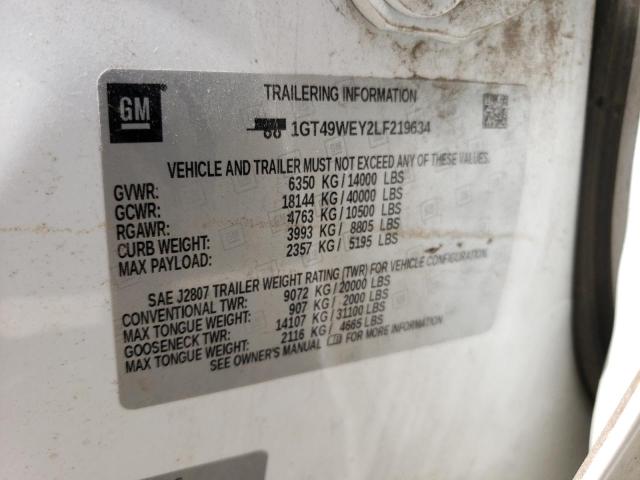 GM
TRAILERING INFORMATION
1GT49WEY2LF219634
VEHICLE AND TRAILER MUST NOT EXCEED ANY OF THESE VALUES.
GVWR: 6350 KG / 14000 LBS
GCWR: 18144 KG / 40000 LBS
RGAWR: 4763 KG / 10500 LBS
CURB WEIGHT: 3993 KG / 8805 LBS
MAX PAYLOAD: 2357 KG / 5195 LBS
SAE J2807 TRAILER WEIGHT RATING (TWR) FOR VEHICLE CONFIGURATION.
CONVENTIONAL TWR: 9072 KG / 20000 LBS
MAX TONGUE WEIGHT: 907 KG / 2000 LBS
GOOSENECK TWR: 14107 KG / 31100 LBS
MAX TONGUE WEIGHT: 2116 KG / 4665 LBS
SEE OWNER'S MANUAL FOR MORE INFORMATION